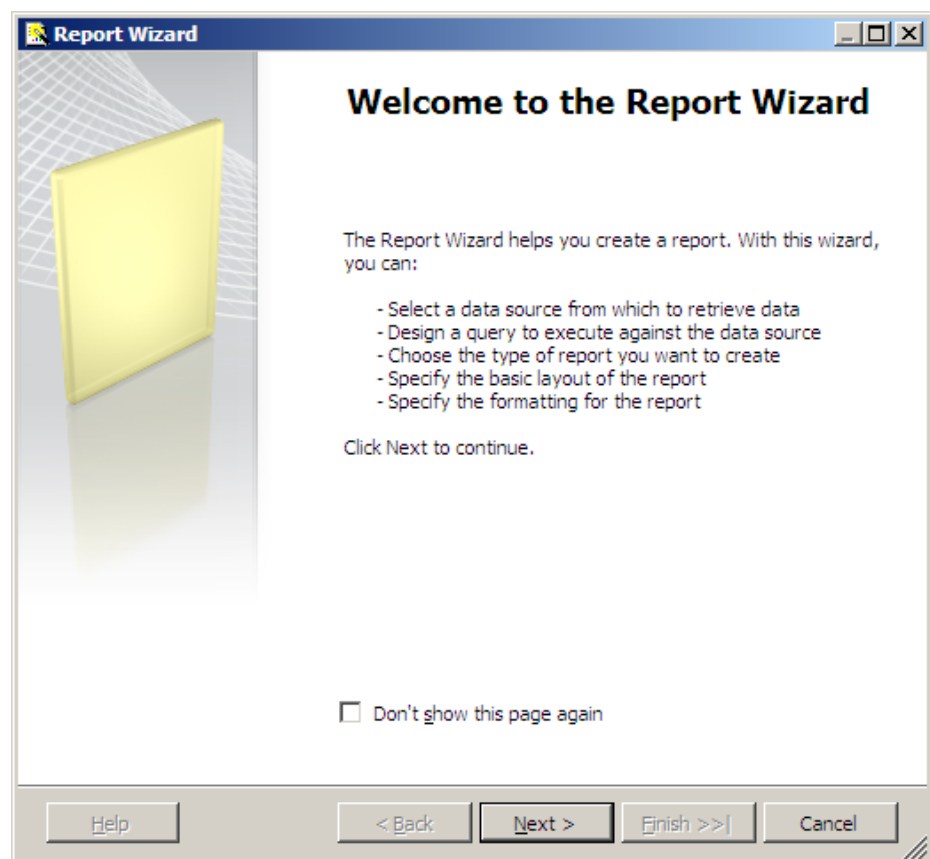 Report Wizard
Welcome to the Report Wizard
The Report Wizard helps you create a report. With this wizard,
you can:
- Select a data source from which to retrieve data
- Design a query to execute against the data source
- Choose the type of report you want to create
- Specify the basic layout of the report
- Specify the formatting for the report
Click Next to continue.
Don't show this page again
Help
< Back
Next >
Finish >>|
Cancel